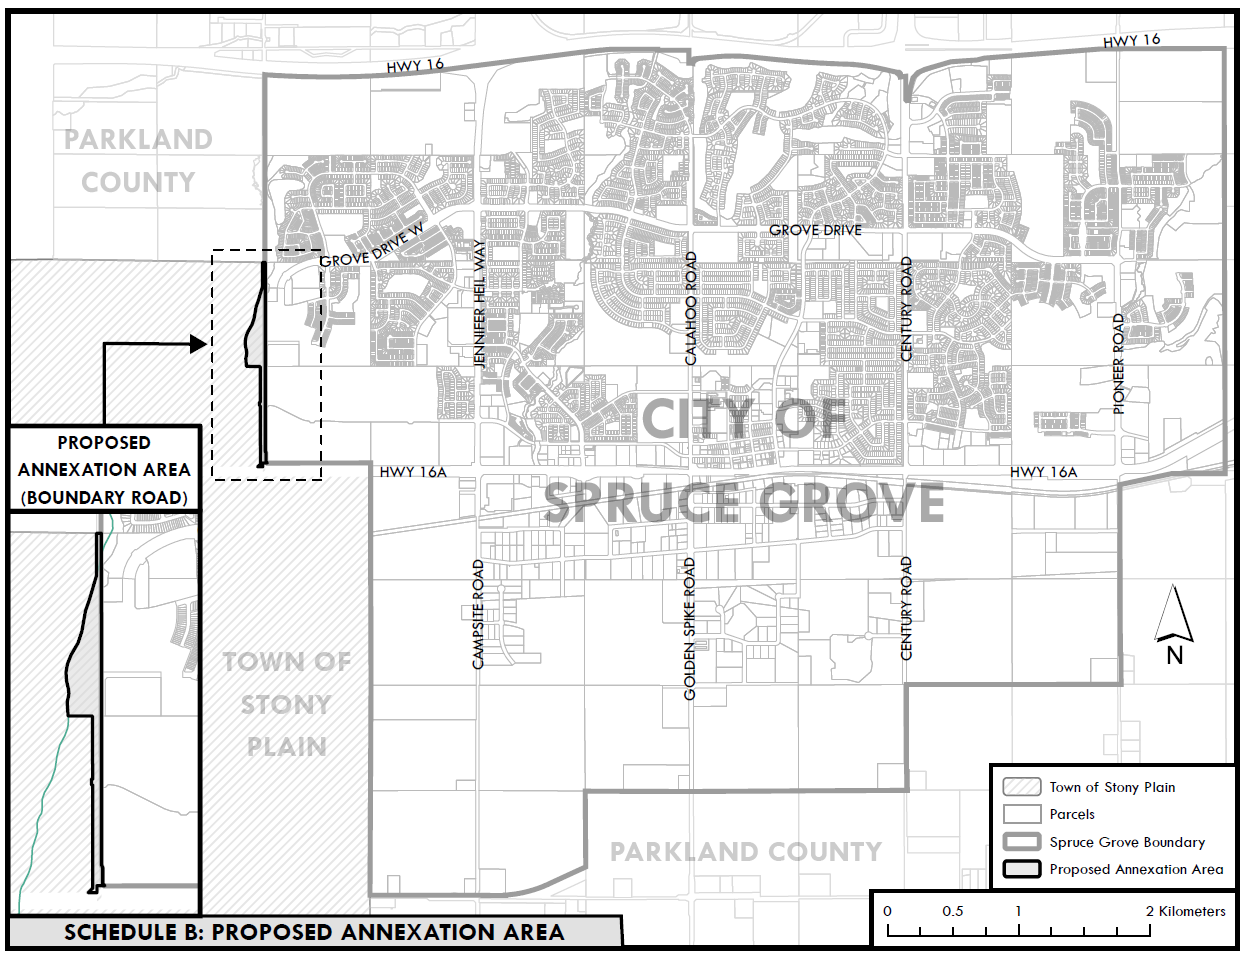 HWY 16
HWY 16
PARKLAND
COUNTY
GROVE DRIVE W
GROVE DRIVE
JENNIFER HEIL WAY
CALAHOO ROAD
CENTURY ROAD
PIONEER ROAD
CITY OF
SPRUCE GROVE
PROPOSED
ANNEXATION AREA
(BOUNDARY ROAD)
HWY 16A
HWY 16A
CAMPSITE ROAD
GOLDEN SPIKE ROAD
CENTURY ROAD
TOWN OF
STONY
PLAIN
N
PARKLAND COUNTY
Town of Stony Plain
Parcels
Spruce Grove Boundary
Proposed Annexation Area
0 0.5 1 2 Kilometers
SCHEDULE B: PROPOSED ANNEXATION AREA